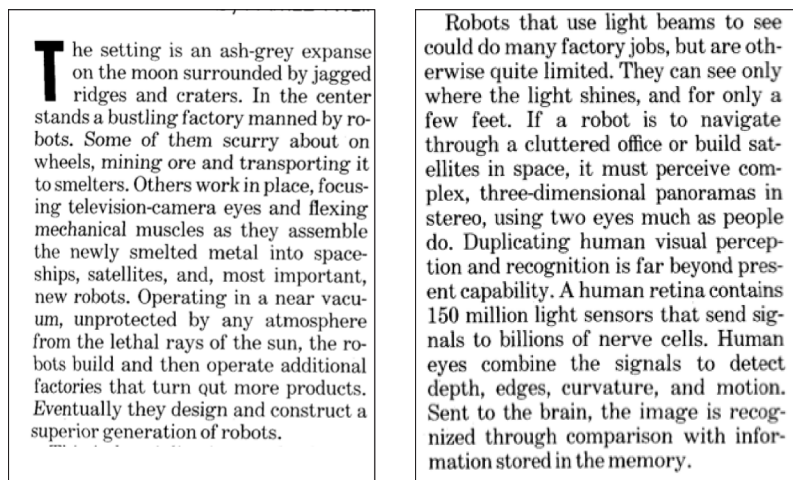 The setting is an ash-grey expanse
on the moon surrounded by jagged
ridges and craters. In the center
stands a bustling factory manned by ro-
bots. Some of them scurry about on
wheels, mining ore and transporting it
to smelters. Others work in place, focus-
ing television-camera eyes and flexing
mechanical muscles as they assemble
the newly smelted metal into space-
ships, satellites, and, most important,
new robots. Operating in a near vacu-
um, unprotected by any atmosphere
from the lethal rays of the sun, the ro-
bots build and then operate additional
factories that turn out more products.
Eventually they design and construct a
superior generation of robots.
Robots that use light beams to see
could do many factory jobs, but are oth-
erwise quite limited. They can see only
where the light shines, and for only a
few feet. If a robot is to navigate
through a cluttered office or build sat-
ellites in space, it must perceive com-
plex, three-dimensional panoramas in
stereo, using two eyes much as people
do. Duplicating human visual percep-
tion and recognition is far beyond pres-
ent capability. A human retina contains
150 million light sensors that send sig-
nals to billions of nerve cells. Human
eyes combine the signals to detect
depth, edges, curvature, and motion.
Sent to the brain, the image is recog-
nized through comparison with infor-
mation stored in the memory.